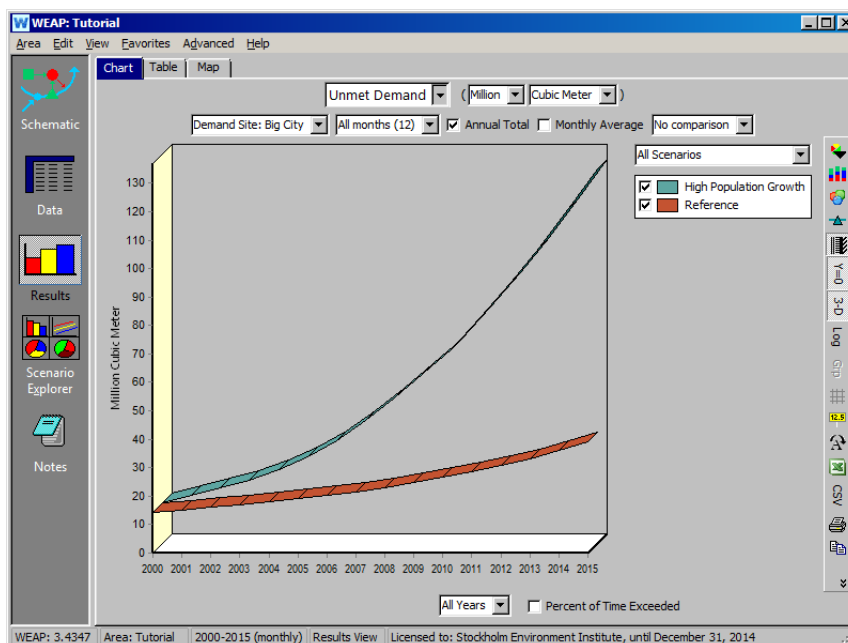 WEAP: Tutorial
Area Edit View Favorites Advanced Help
Chart Table Map
Unmet Demand ( Million Cubic Meter )
Demand Site: Big City All months (12) Annual Total Monthly Average No comparison
All Scenarios
High Population Growth
Reference
Schematic
Data
Results
Scenario
Explorer
Notes
Million Cubic Meter
130
120
110
100
90
80
70
60
50
40
30
20
10
0
2000 2001 2002 2003 2004 2005 2006 2007 2008 2009 2010 2011 2012 2013 2014 2015
Y=0
3-D
Log
Grp
12.5
A
CSV
All Years Percent of Time Exceeded
WEAP: 3.4347 Area: Tutorial 2000-2015 (monthly) Results View Licensed to: Stockholm Environment Institute, until December 31, 2014